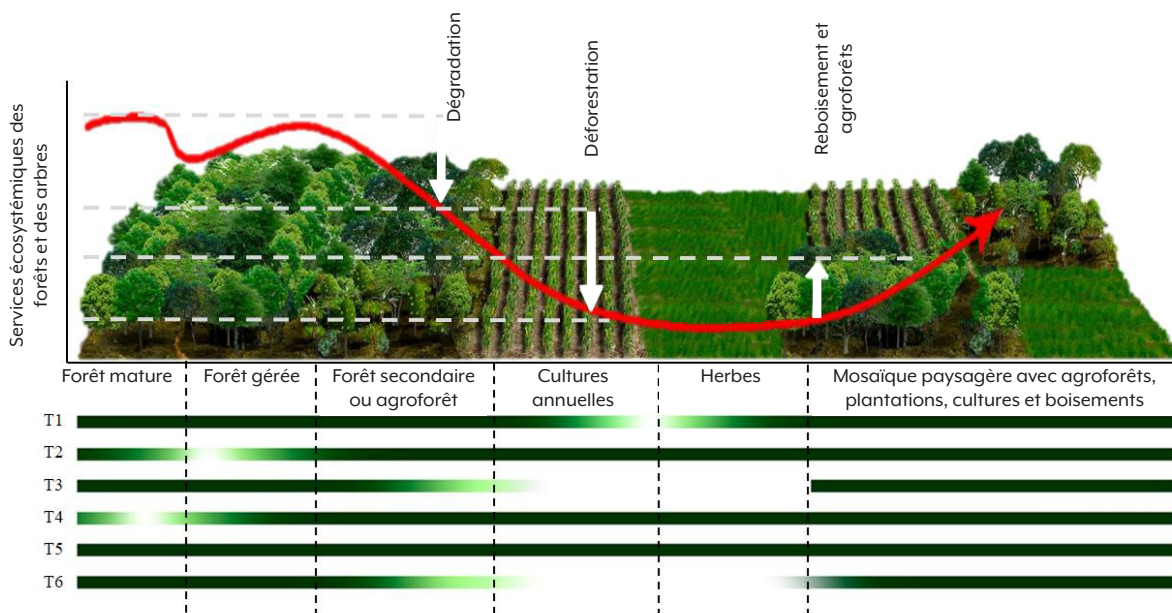 Dégradation
Déforestation
Reboisement et
agroforêts
Services écosystémiques des
forêts et des arbres
Forêt mature
Forêt gérée
Forêt secondaire
ou agroforêt
Cultures
annuelles
Herbes
Mosaïque paysagère avec agroforêts,
plantations, cultures et boisements
T1
T2
T3
T4
T5
T6